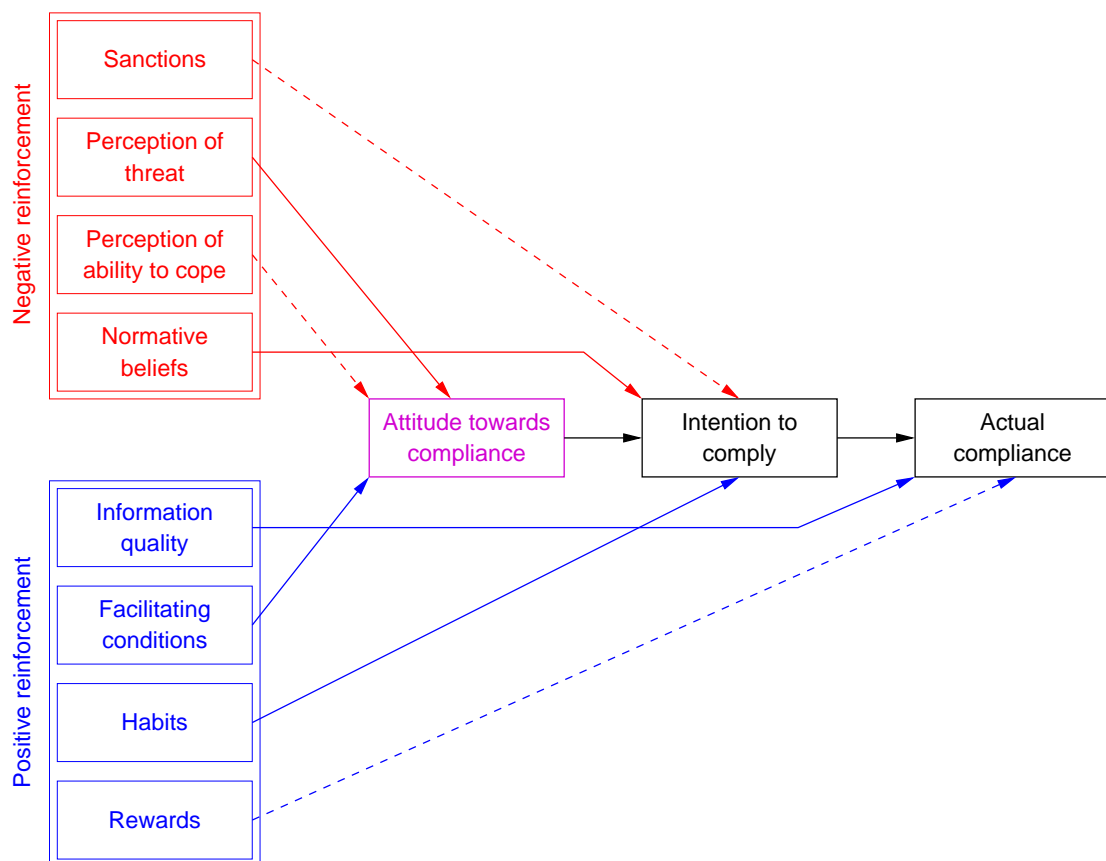 Negative reinforcement
Sanctions
Perception of
threat
Perception of
ability to cope
Normative
beliefs
Attitude towards
compliance
Intention to
comply
Actual
compliance
Positive reinforcement
Information
quality
Facilitating
conditions
Habits
Rewards